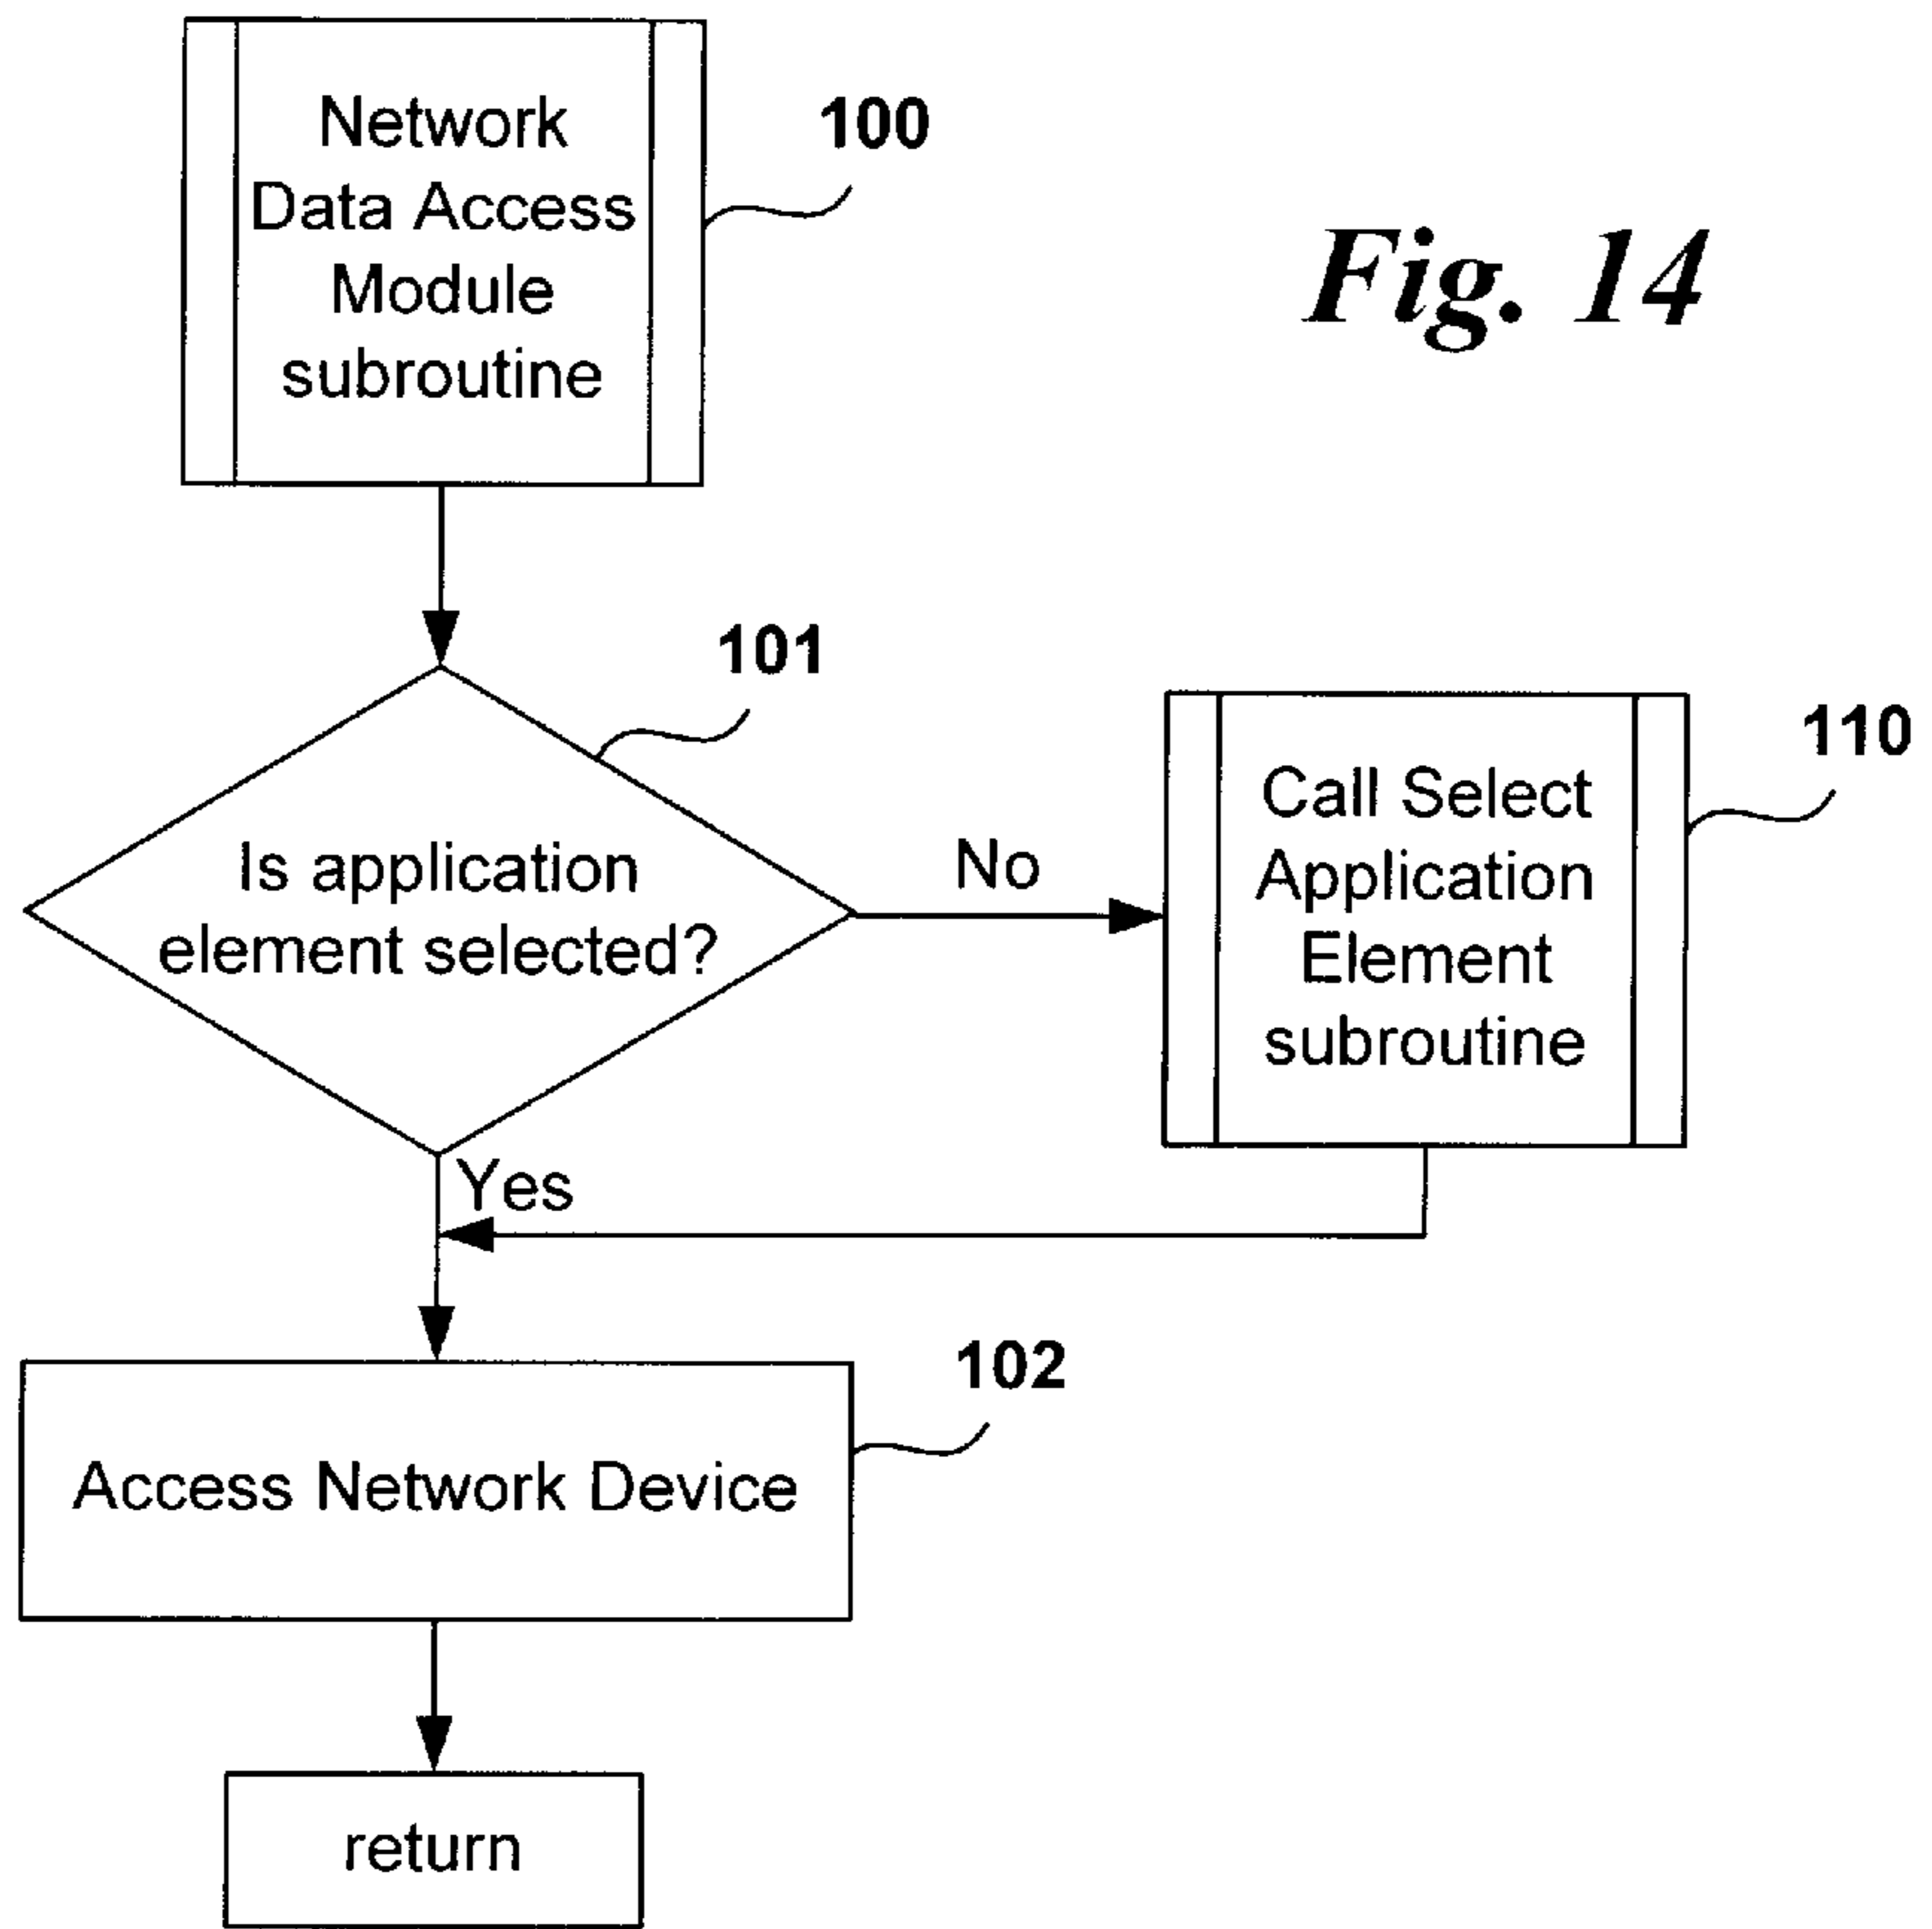 Network
Data Access
Module
subroutine
100
Fig. 14
101
Is application
element selected?
No
110
Call Select
Application
Element
subroutine
Yes
102
Access Network Device
return